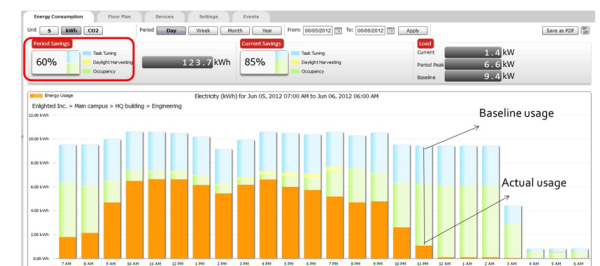 Energy Consumption Floor Plan Devices Settings Events
Unit $ kWh CO2 Period Day Week Month Year From: 06/05/2012 To: 06/06/2012 Apply Save as PDF
Period Savings Current Savings Load
60% Task Tuning Daylight Harvesting Occupancy
123.7 kWh
85% Task Tuning Daylight Harvesting Occupancy
Current 1.4 kW
Period Peak 6.6 kW
Baseline 9.4 kW
Energy Usage Electricity (kWh) for Jun 05, 2012 07:00 AM to Jun 06, 2012 06:00 AM
Enlighted Inc. > Main campus > HQ building > Engineering
12.00 kWh
Baseline usage
10.00 kWh
8.00 kWh
Actual usage
6.00 kWh
4.00 kWh
2.00 kWh
0.00 kWh
7 AM 8 AM 9 AM 10 AM 11 AM 12 PM 1 PM 2 PM 3 PM 4 PM 5 PM 6 PM 7 PM 8 PM 9 PM 10 PM 11 PM 12 AM 1 AM 2 AM 3 AM 4 AM 5 AM 6 AM